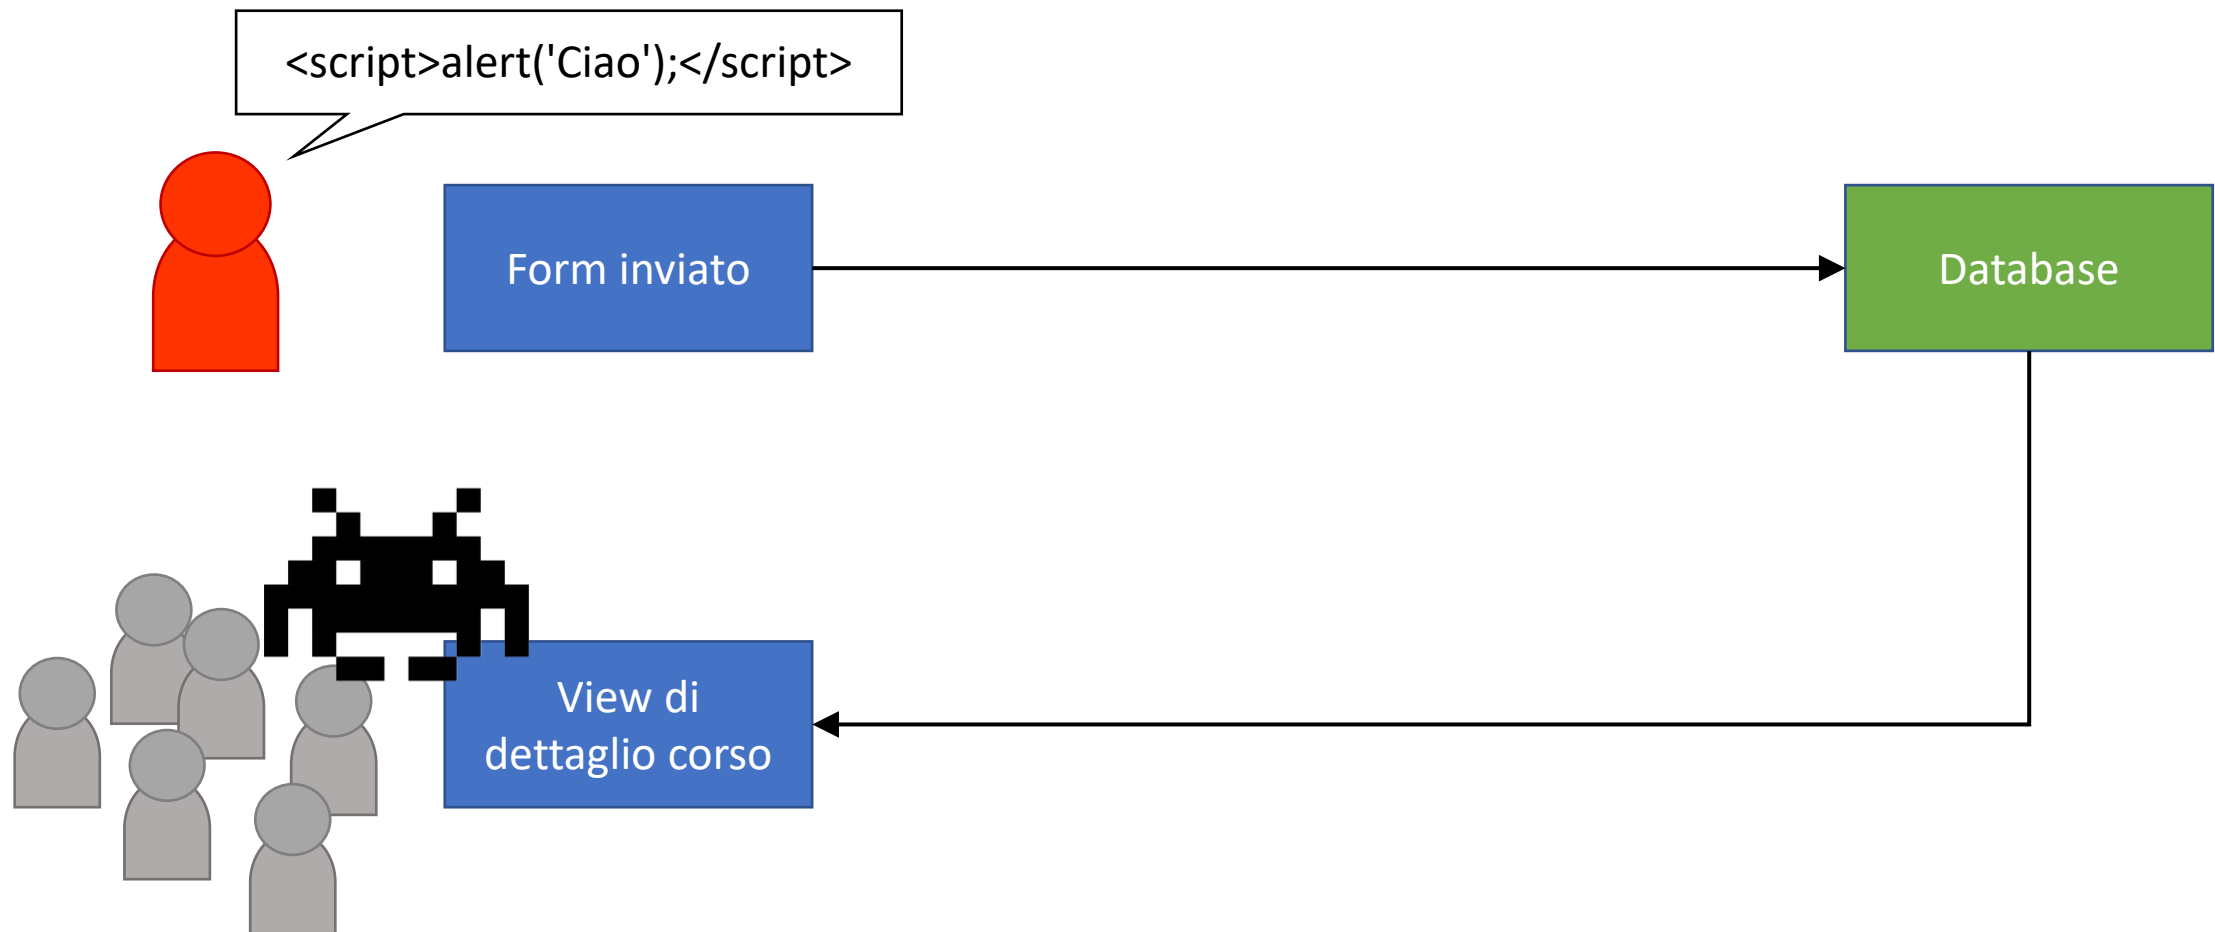 <script>alert('Ciao');</script>
Form inviato
Database
View di
dettaglio corso